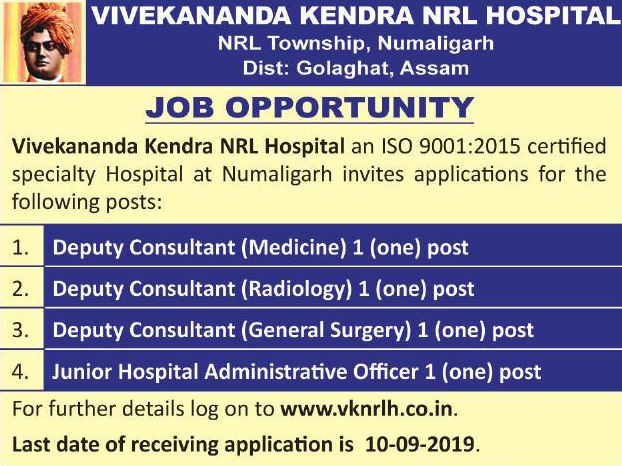 VIVEKANANDA KENDRA NRL HOSPITAL
NRL Township, Numaligarh
Dist: Golaghat, Assam
JOB OPPORTUNITY
Vivekananda Kendra NRL Hospital an ISO 9001:2015 certified
specialty Hospital at Numaligarh invites applications for the
following posts:
1. Deputy Consultant (Medicine) 1 (one) post
2. Deputy Consultant (Radiology) 1 (one) post
3. Deputy Consultant (General Surgery) 1 (one) post
4. Junior Hospital Administrative Officer 1 (one) post
For further details log on to www.vknrlh.co.in.
Last date of receiving application is 10-09-2019.